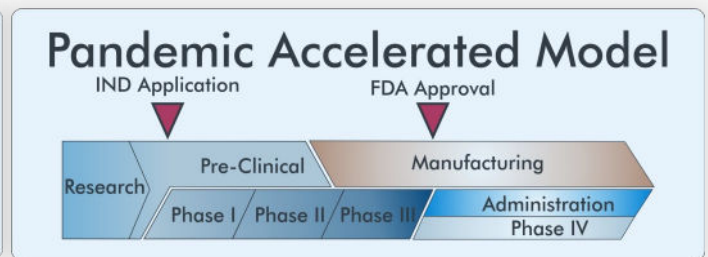 Pandemic Accelerated Model
IND Application
FDA Approval
Research
Pre-Clinical
Manufacturing
Phase I
Phase II
Phase III
Administration
Phase IV